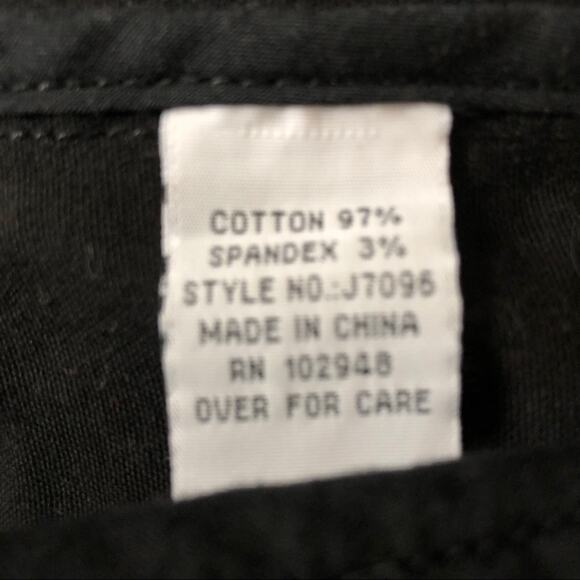 COTTON 97%
SPANDEX 3%
STYLE NO.:J7096
MADE IN CHINA
RN 102948
OVER FOR CARE